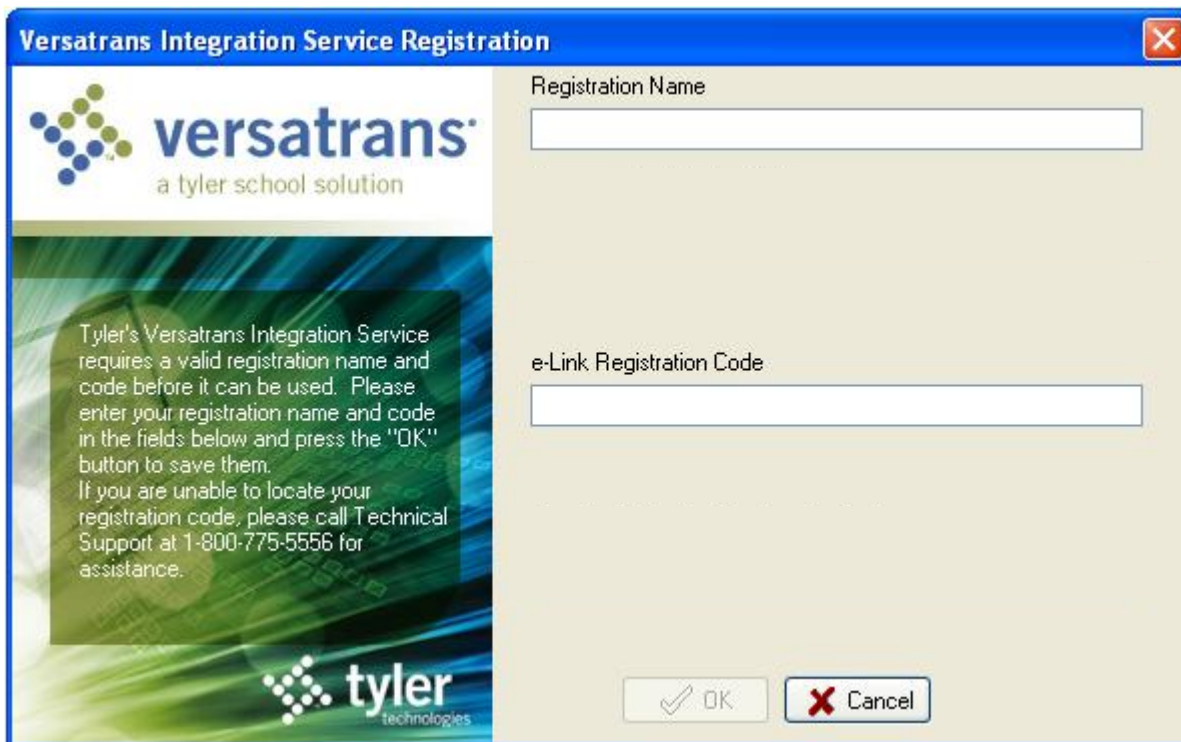 Versatrans Integration Service Registration
versatrans
a tyler school solution
Tyler's Versatrans Integration Service
requires a valid registration name and
code before it can be used.  Please
enter your registration name and code
in the fields below and press the "OK"
button to save them.
If you are unable to locate your
registration code, please call Technical
Support at 1-800-775-5556 for
assistance.
tyler
technologies
Registration Name
e-Link Registration Code
OK
Cancel